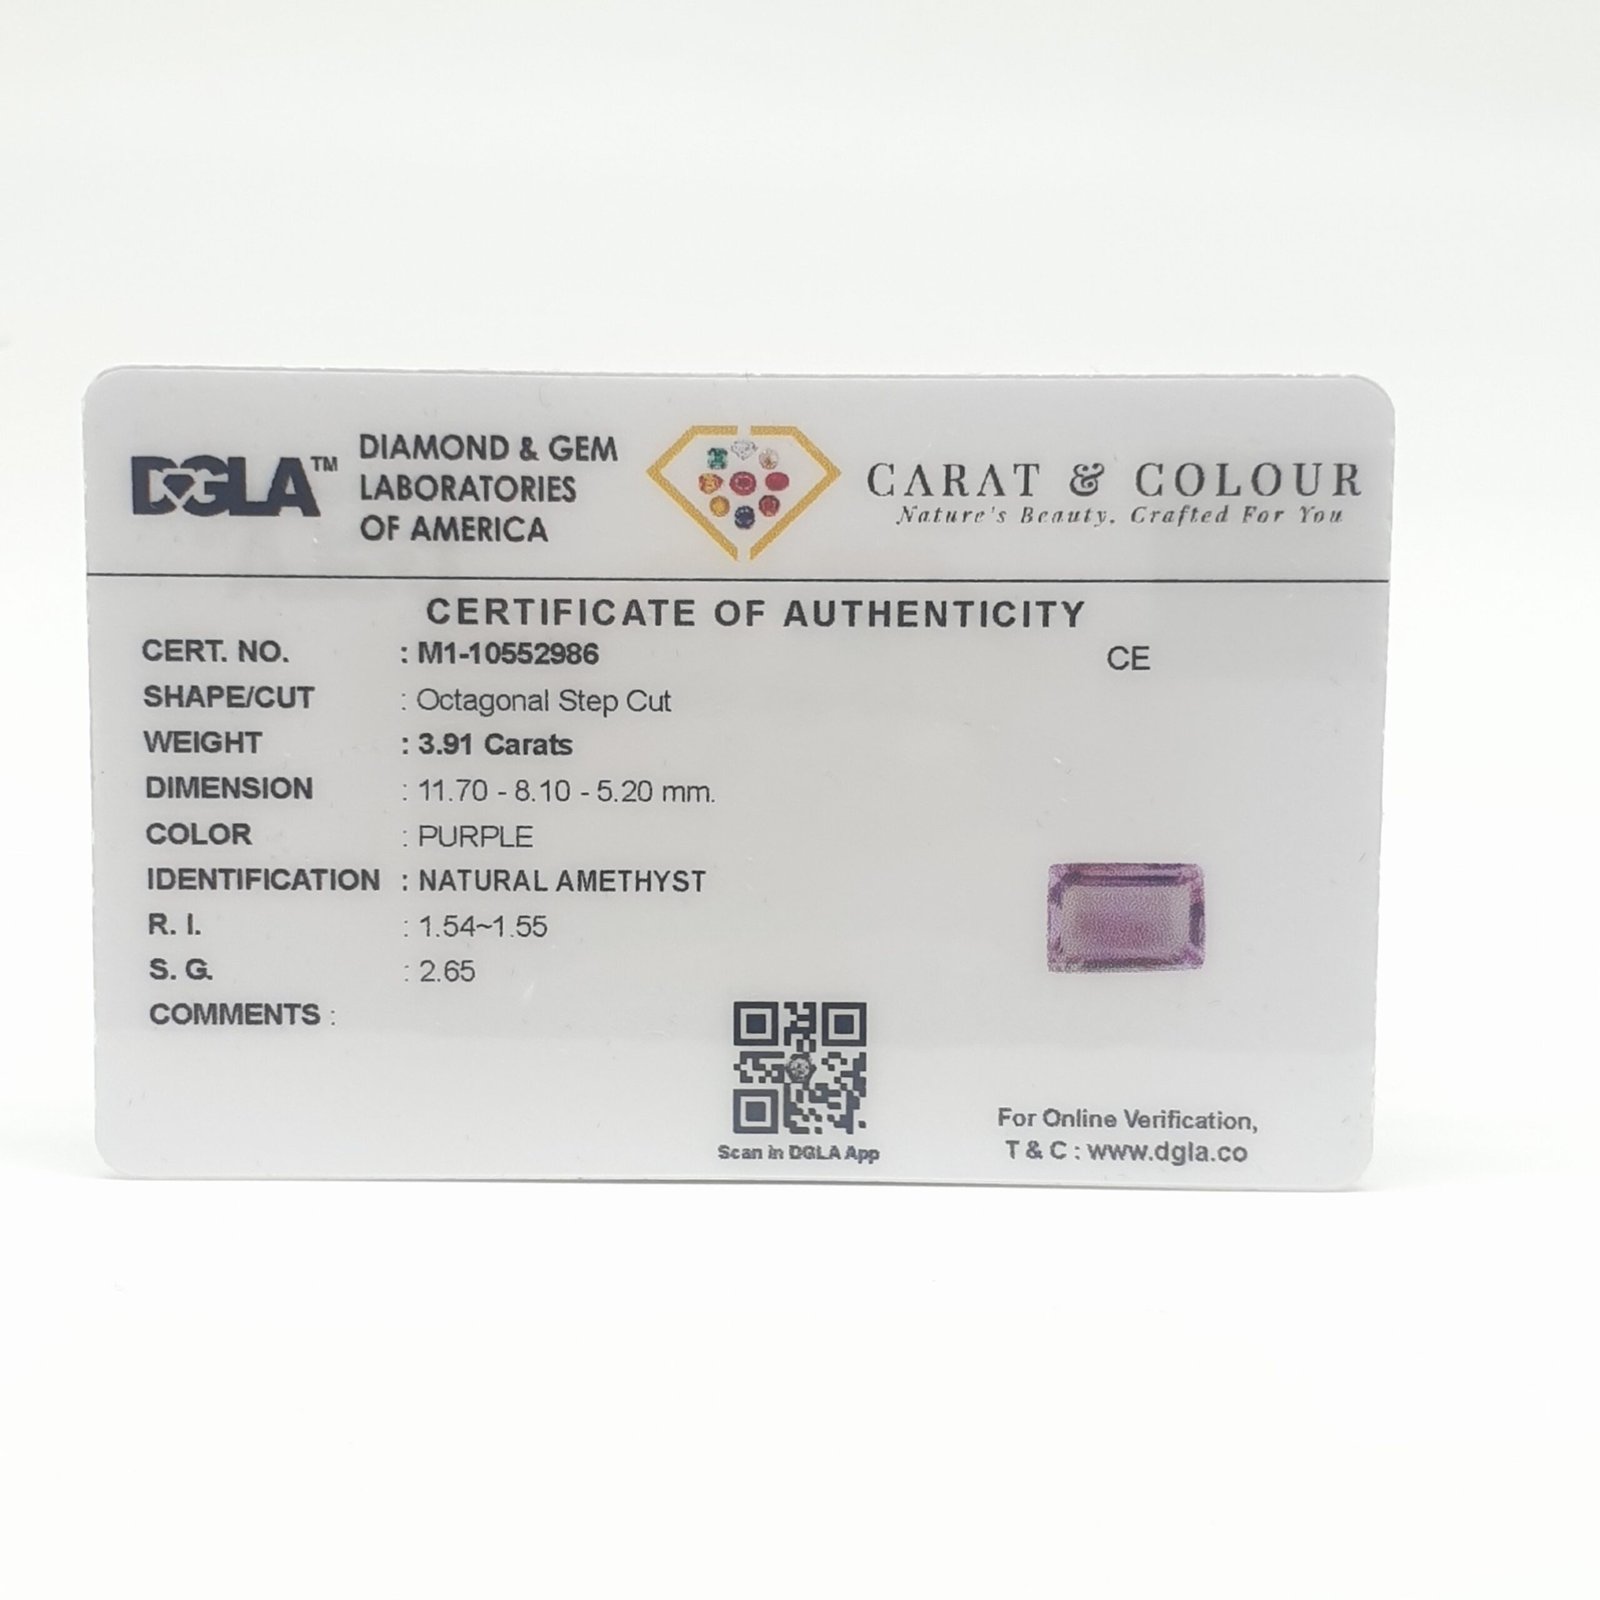 DGLA™
DIAMOND & GEM
LABORATORIES
OF AMERICA
CARAT & COLOUR
Nature's Beauty, Crafted For You
CERTIFICATE OF AUTHENTICITY
CERT. NO. : M1-10552986
CE
SHAPE/CUT : Octagonal Step Cut
WEIGHT : 3.91 Carats
DIMENSION : 11.70 - 8.10 - 5.20 mm.
COLOR : PURPLE
IDENTIFICATION : NATURAL AMETHYST
R. I. : 1.54~1.55
S. G. : 2.65
COMMENTS :
Scan in DGLA App
For Online Verification,
T & C : www.dgla.co